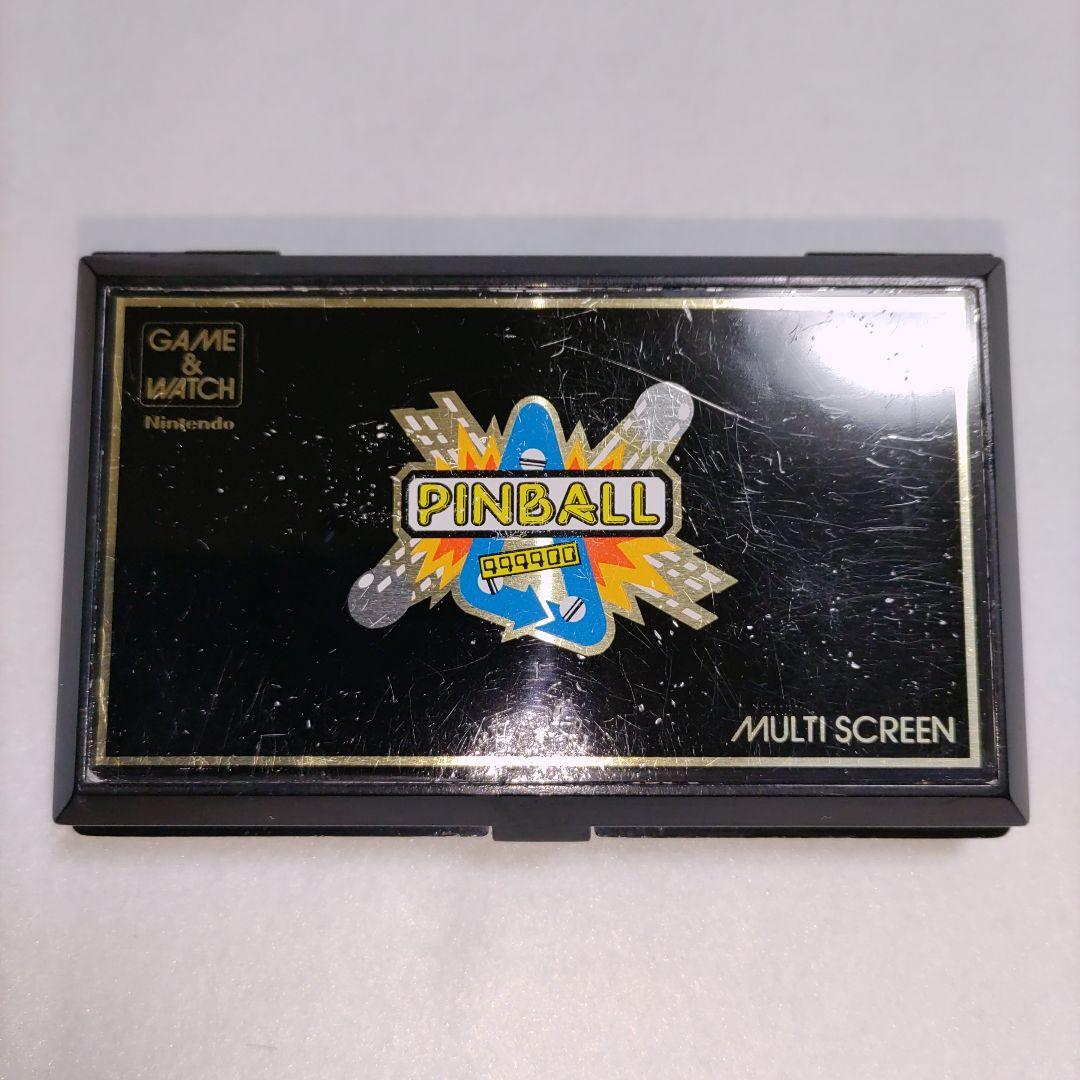 GAME
&
WATCH
Nintendo
PINBALL
999900
MULTI SCREEN